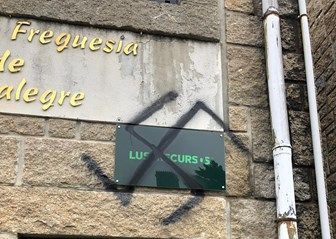 Freguesia
de
alegre
LUS CURS S